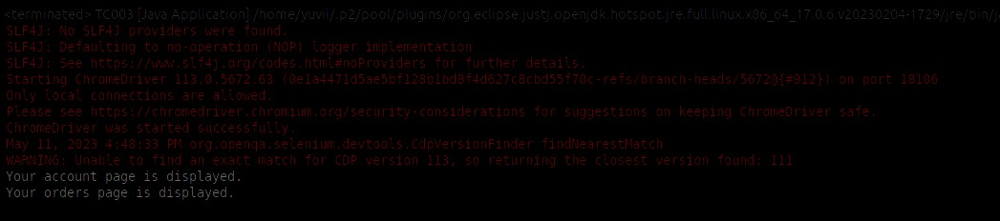 <terminated> TC003 [Java Application] /home/yuvii/.p2/pool/plugins/org.eclipse.justj.openjdk.hotspot.jre.full.linux.x86_64_17.0.6.v20230204-1729/jre/bin/j
SLF4J: No SLF4J providers were found.
SLF4J: Defaulting to no-operation (NOP) logger implementation
SLF4J: See https://www.slf4j.org/codes.html#noProviders for further details.
Starting ChromeDriver 113.0.5672.63 (0e1a4471d5ae5bf128b1bd8f4d627c8cbd55f70c-refs/branch-heads/5672@{#912}) on port 18106
Only local connections are allowed.
Please see https://chromedriver.chromium.org/security-considerations for suggestions on keeping ChromeDriver safe.
ChromeDriver was started successfully.
May 11, 2023 4:48:33 PM org.openqa.selenium.devtools.CdpVersionFinder findNearestMatch
WARNING: Unable to find an exact match for CDP version 113, so returning the closest version found: 111
Your account page is displayed.
Your orders page is displayed.